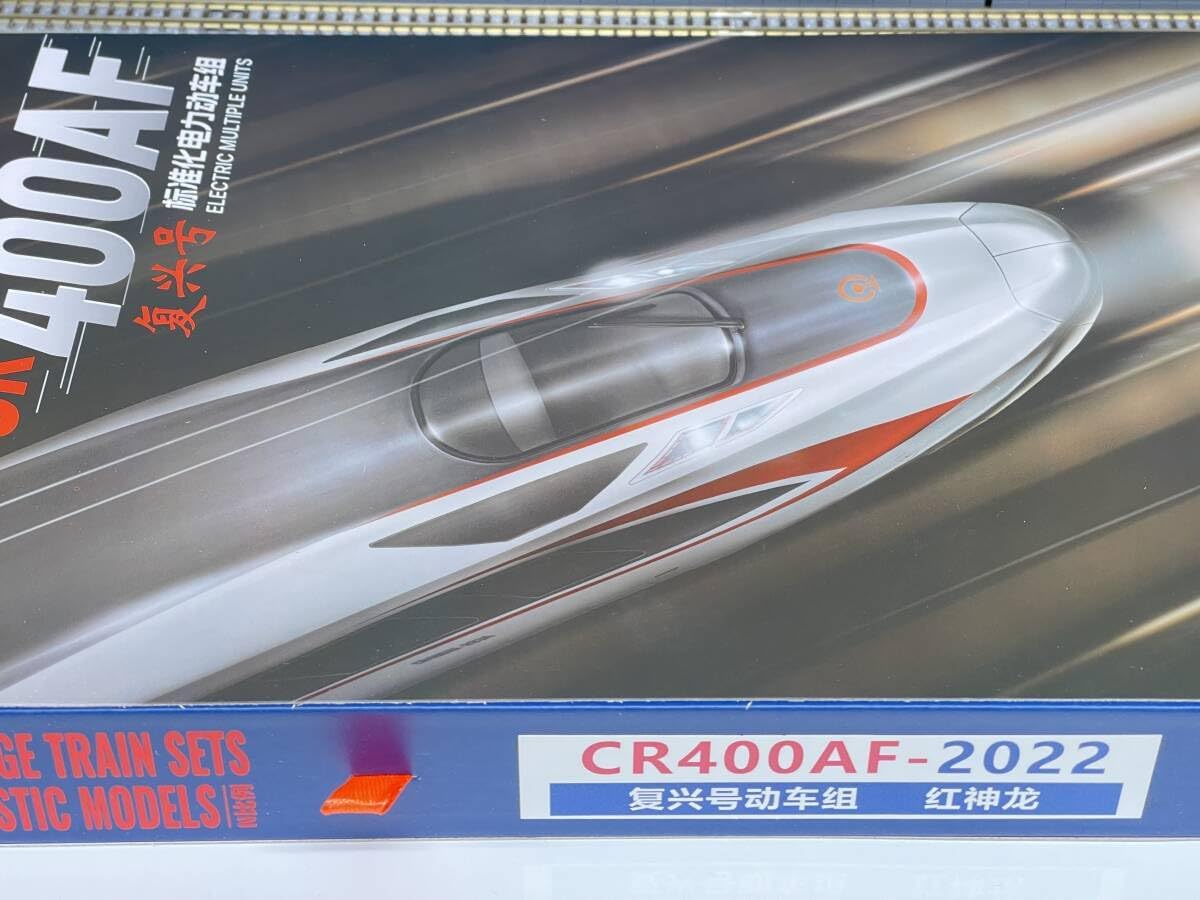 400AF
复兴号
标准化电力动车组
ELECTRIC MULTIPLE UNITS
GE TRAIN SETS
STIC MODELS
CR400AF-2022
复兴号动车组 红神龙